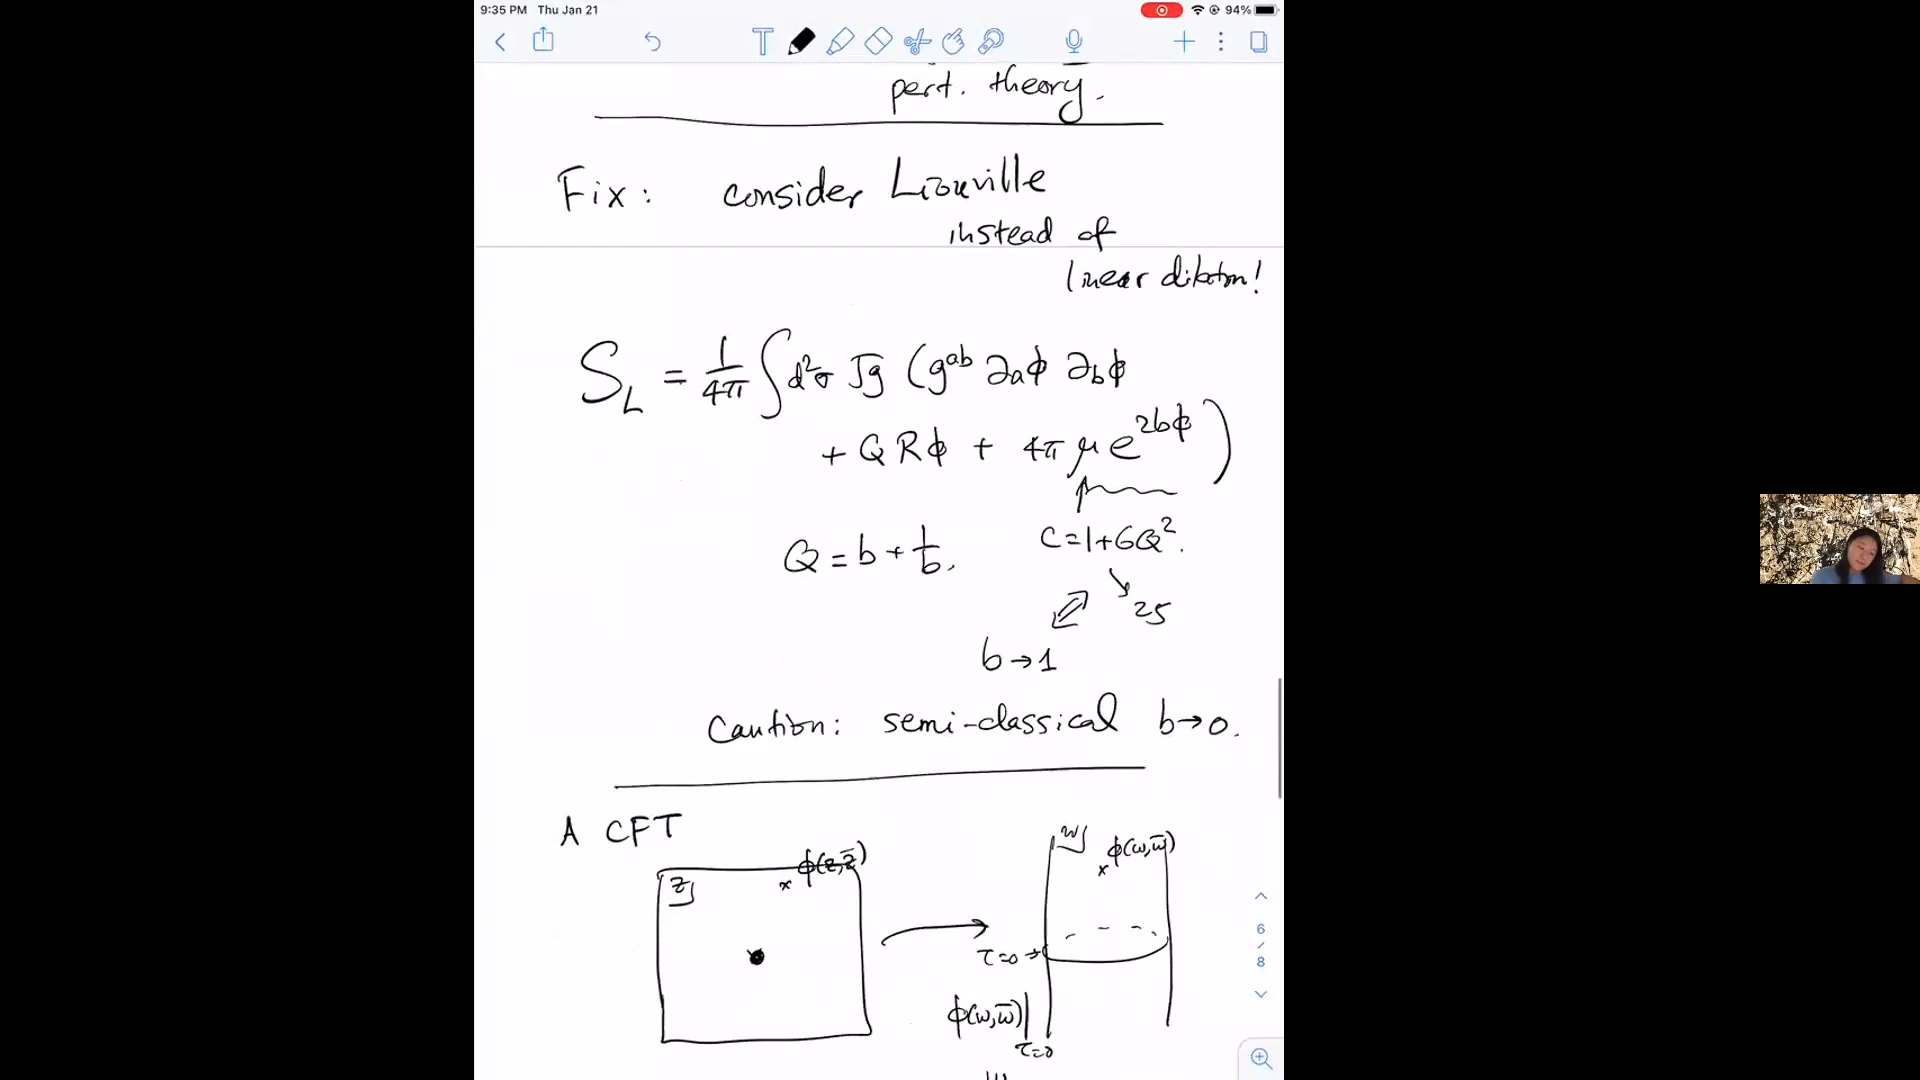 9:35 PM Thu Jan 21
94%
pert. theory.
Fix: consider Liouville
instead of
linear dilaton!
S_L = 1/4π ∫d²σ √g (g^{ab} ∂_aϕ ∂_bϕ
+ QRϕ + 4πμe^{2bϕ})
Q = b + 1/b, c=1+6Q².
25
b→1
Caution: semi-classical b→0.
A CFT
z w
ϕ(z,z̄) ϕ(w,w̄)
τ=0→
ϕ(w,w̄)|τ=0
6
/
8